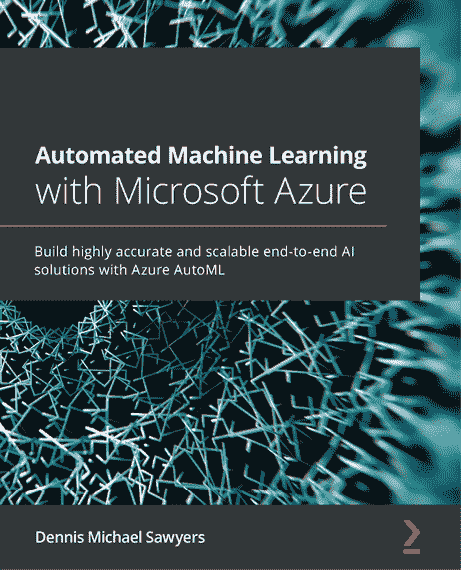 Automated Machine Learning
with Microsoft Azure
Build highly accurate and scalable end-to-end AI
solutions with Azure AutoML
Dennis Michael Sawyers